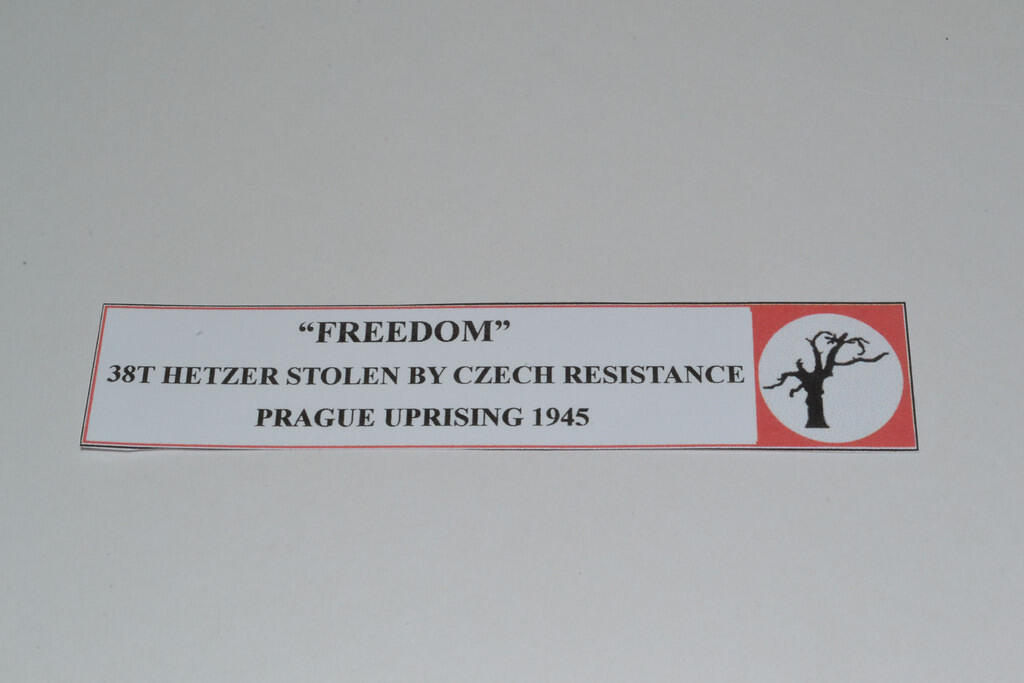 “FREEDOM”
38T HETZER STOLEN BY CZECH RESISTANCE
PRAGUE UPRISING 1945